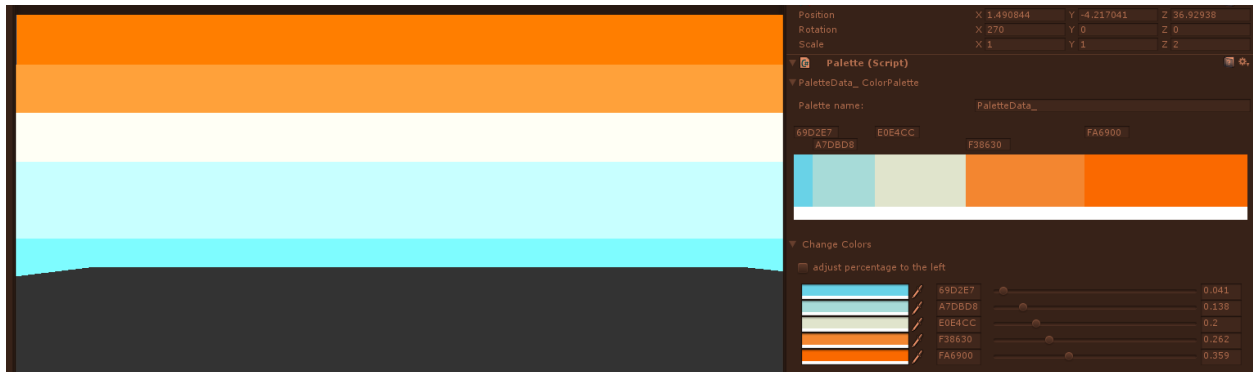 Position X 1.490844 Y -4.217041 Z 36.92938
Rotation X 270 Y 0 Z 0
Scale X 1 Y 1 Z 2
Palette (Script)
PaletteData_ ColorPalette
Palette name: PaletteData_
69D2E7 E0E4CC FA6900
A7DBD8 F38630
Change Colors
adjust percentage to the left
69D2E7 0.041
A7DBD8 0.138
E0E4CC 0.2
F38630 0.262
FA6900 0.359